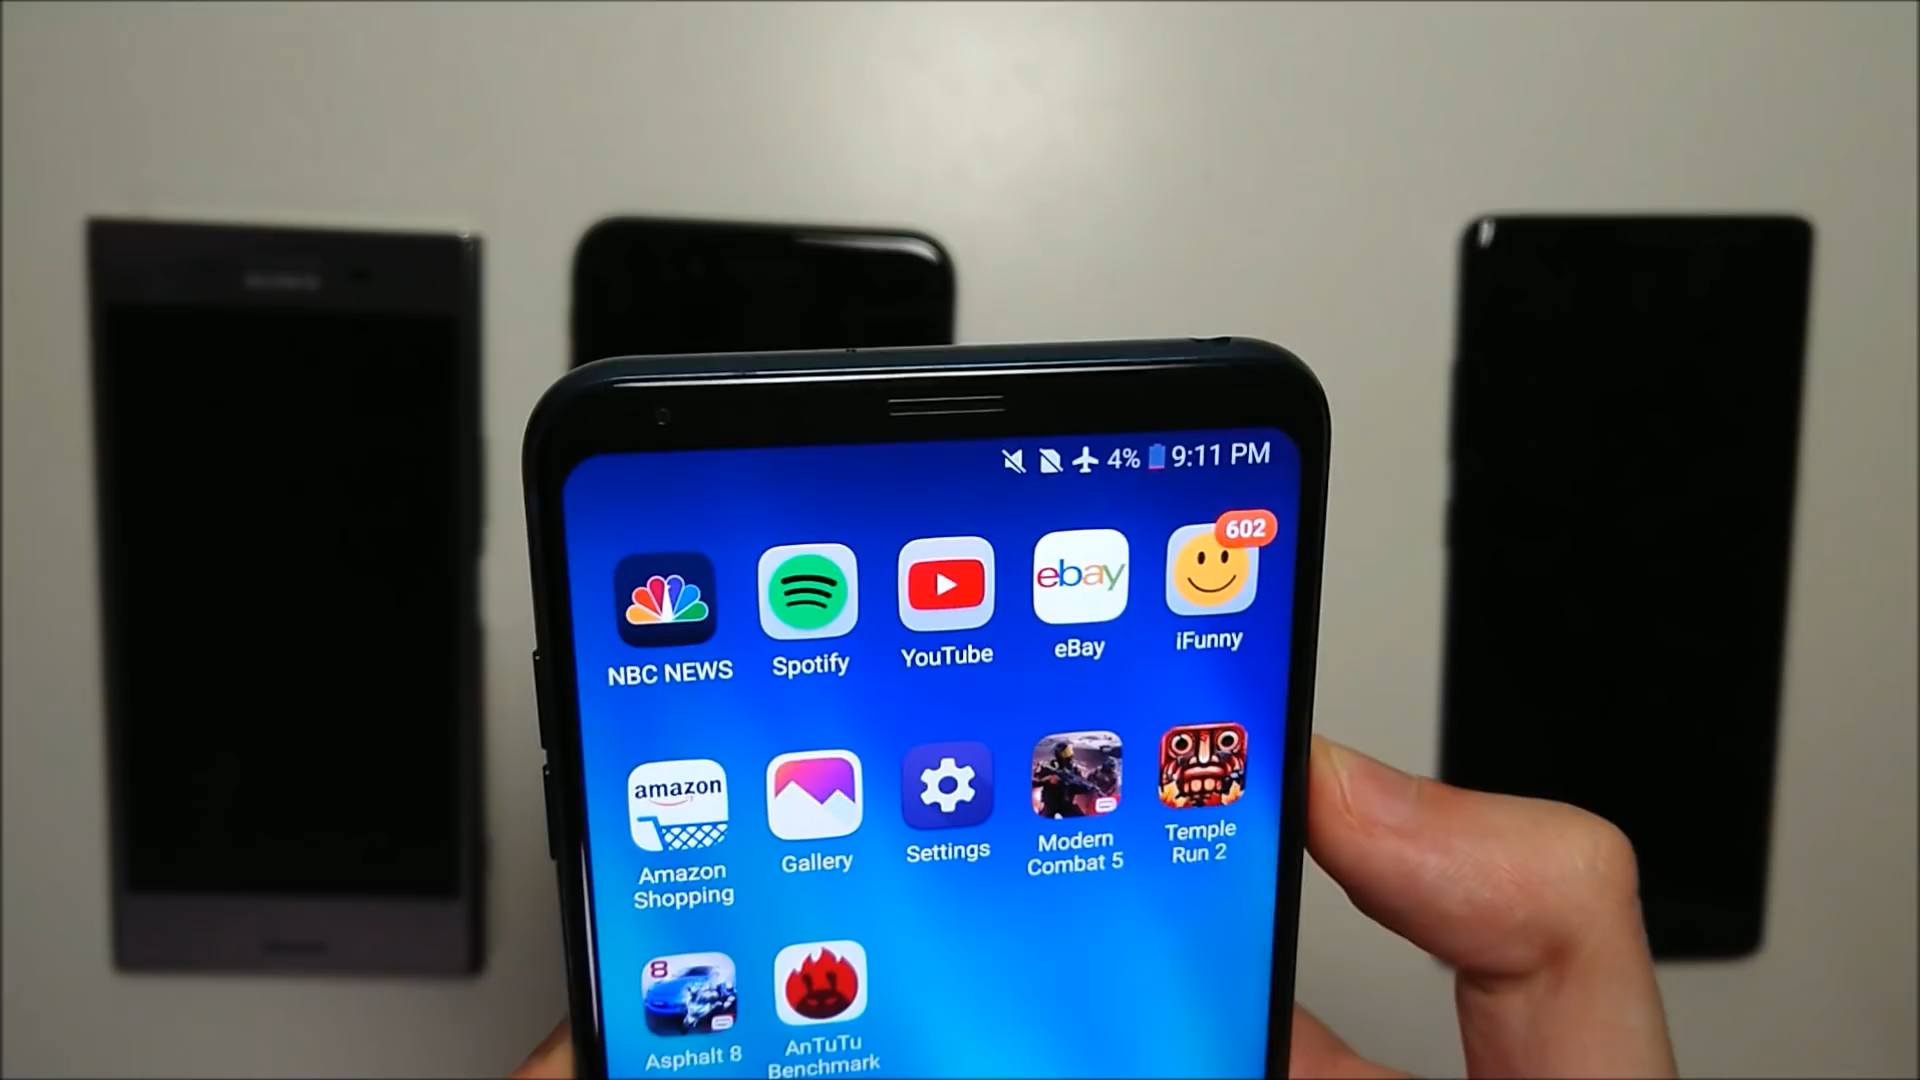 4% 9:11 PM
602
ebay
NBC NEWS
Spotify
YouTube
eBay
iFunny
amazon
Amazon
Shopping
Gallery
Settings
Modern
Combat 5
Temple
Run 2
8
Asphalt 8
AnTuTu
Benchmark